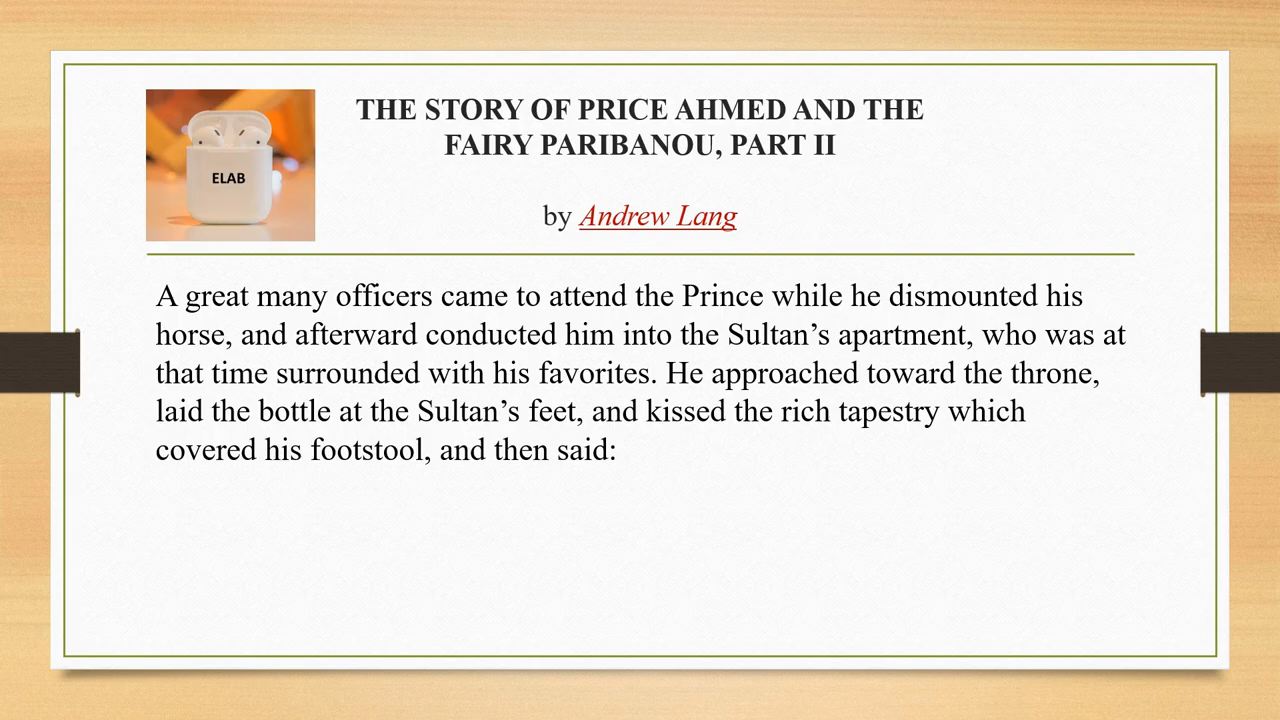 ELAB
THE STORY OF PRICE AHMED AND THE
FAIRY PARIBANOU, PART II
by Andrew Lang
A great many officers came to attend the Prince while he dismounted his
horse, and afterward conducted him into the Sultan’s apartment, who was at
that time surrounded with his favorites. He approached toward the throne,
laid the bottle at the Sultan’s feet, and kissed the rich tapestry which
covered his footstool, and then said: